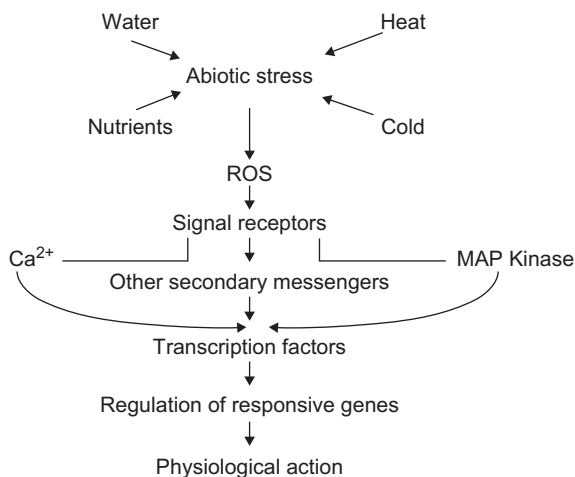 Water
Heat
Abiotic stress
Nutrients
Cold
ROS
Signal receptors
Ca²⁺
MAP Kinase
Other secondary messengers
Transcription factors
Regulation of responsive genes
Physiological action